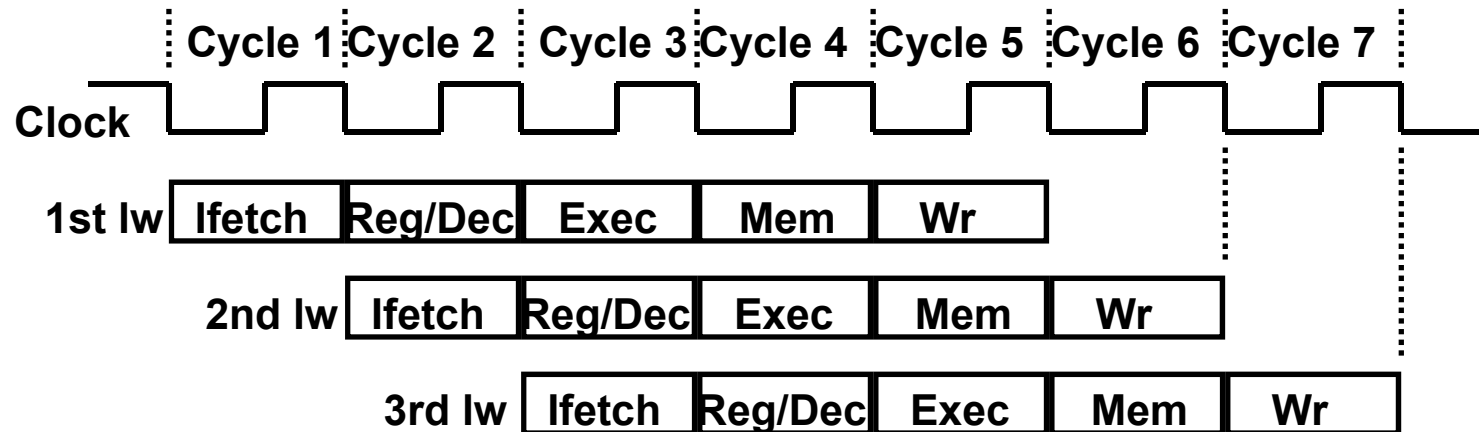 Cycle 1 Cycle 2 Cycle 3 Cycle 4 Cycle 5 Cycle 6 Cycle 7
Clock
1st lw Ifetch Reg/Dec Exec Mem Wr
2nd lw Ifetch Reg/Dec Exec Mem Wr
3rd lw Ifetch Reg/Dec Exec Mem Wr